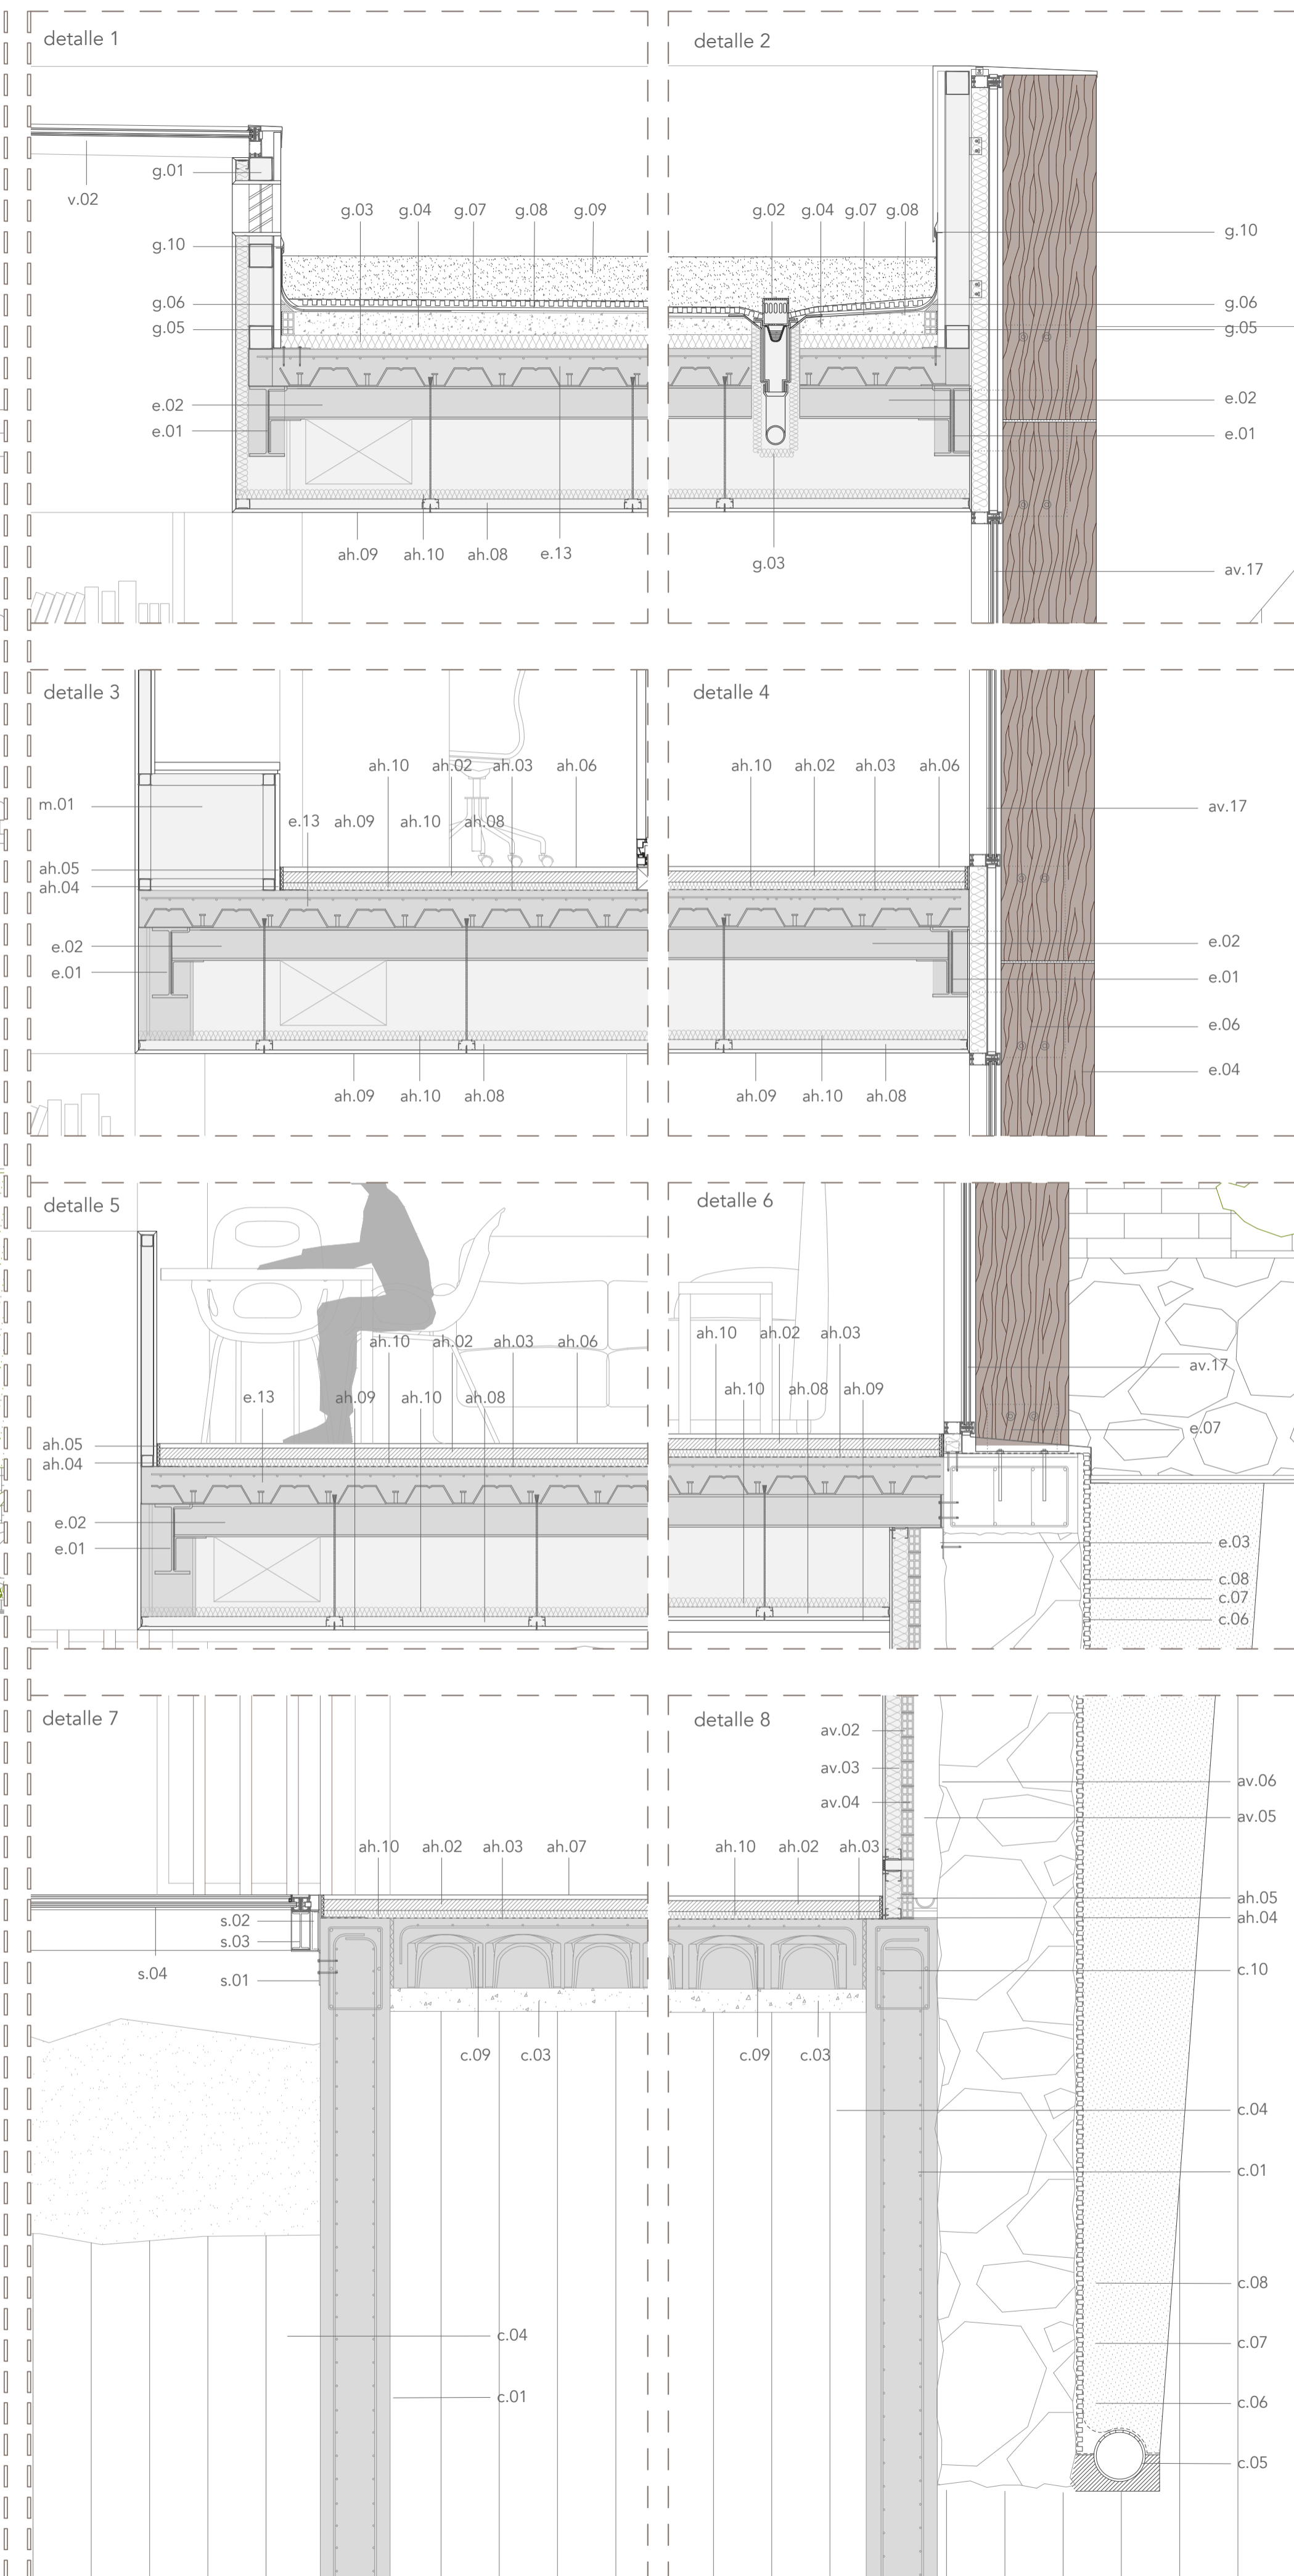 detalle 1
v.02
g.01
g.03 g.04 g.07 g.08 g.09
g.10
g.06
g.05
e.02
e.01
ah.09 ah.10 ah.08 e.13
detalle 2
g.02 g.04 g.07 g.08
g.10
g.06
g.05
e.02
e.01
g.03
av.17
detalle 3
ah.10 ah.02 ah.03 ah.06
m.01
e.13 ah.09 ah.10 ah.08
ah.05
ah.04
e.02
e.01
ah.09 ah.10 ah.08
detalle 4
ah.10 ah.02 ah.03 ah.06
av.17
e.02
e.01
e.06
e.04
ah.09 ah.10 ah.08
detalle 5
ah.10 ah.02 ah.03 ah.06
e.13 ah.09 ah.10 ah.08
ah.05
ah.04
e.02
e.01
detalle 6
ah.10 ah.02 ah.03
av.17
ah.10 ah.08 ah.09
e.07
e.03
c.08
c.07
c.06
detalle 7
ah.10 ah.02 ah.03 ah.07
s.02
s.03
s.04 s.01
c.09 c.03
c.04
c.01
detalle 8
av.02
av.03
av.06
av.04
av.05
ah.10 ah.02 ah.03
ah.05
ah.04
c.10
c.09 c.03
c.04
c.01
c.08
c.07
c.06
c.05